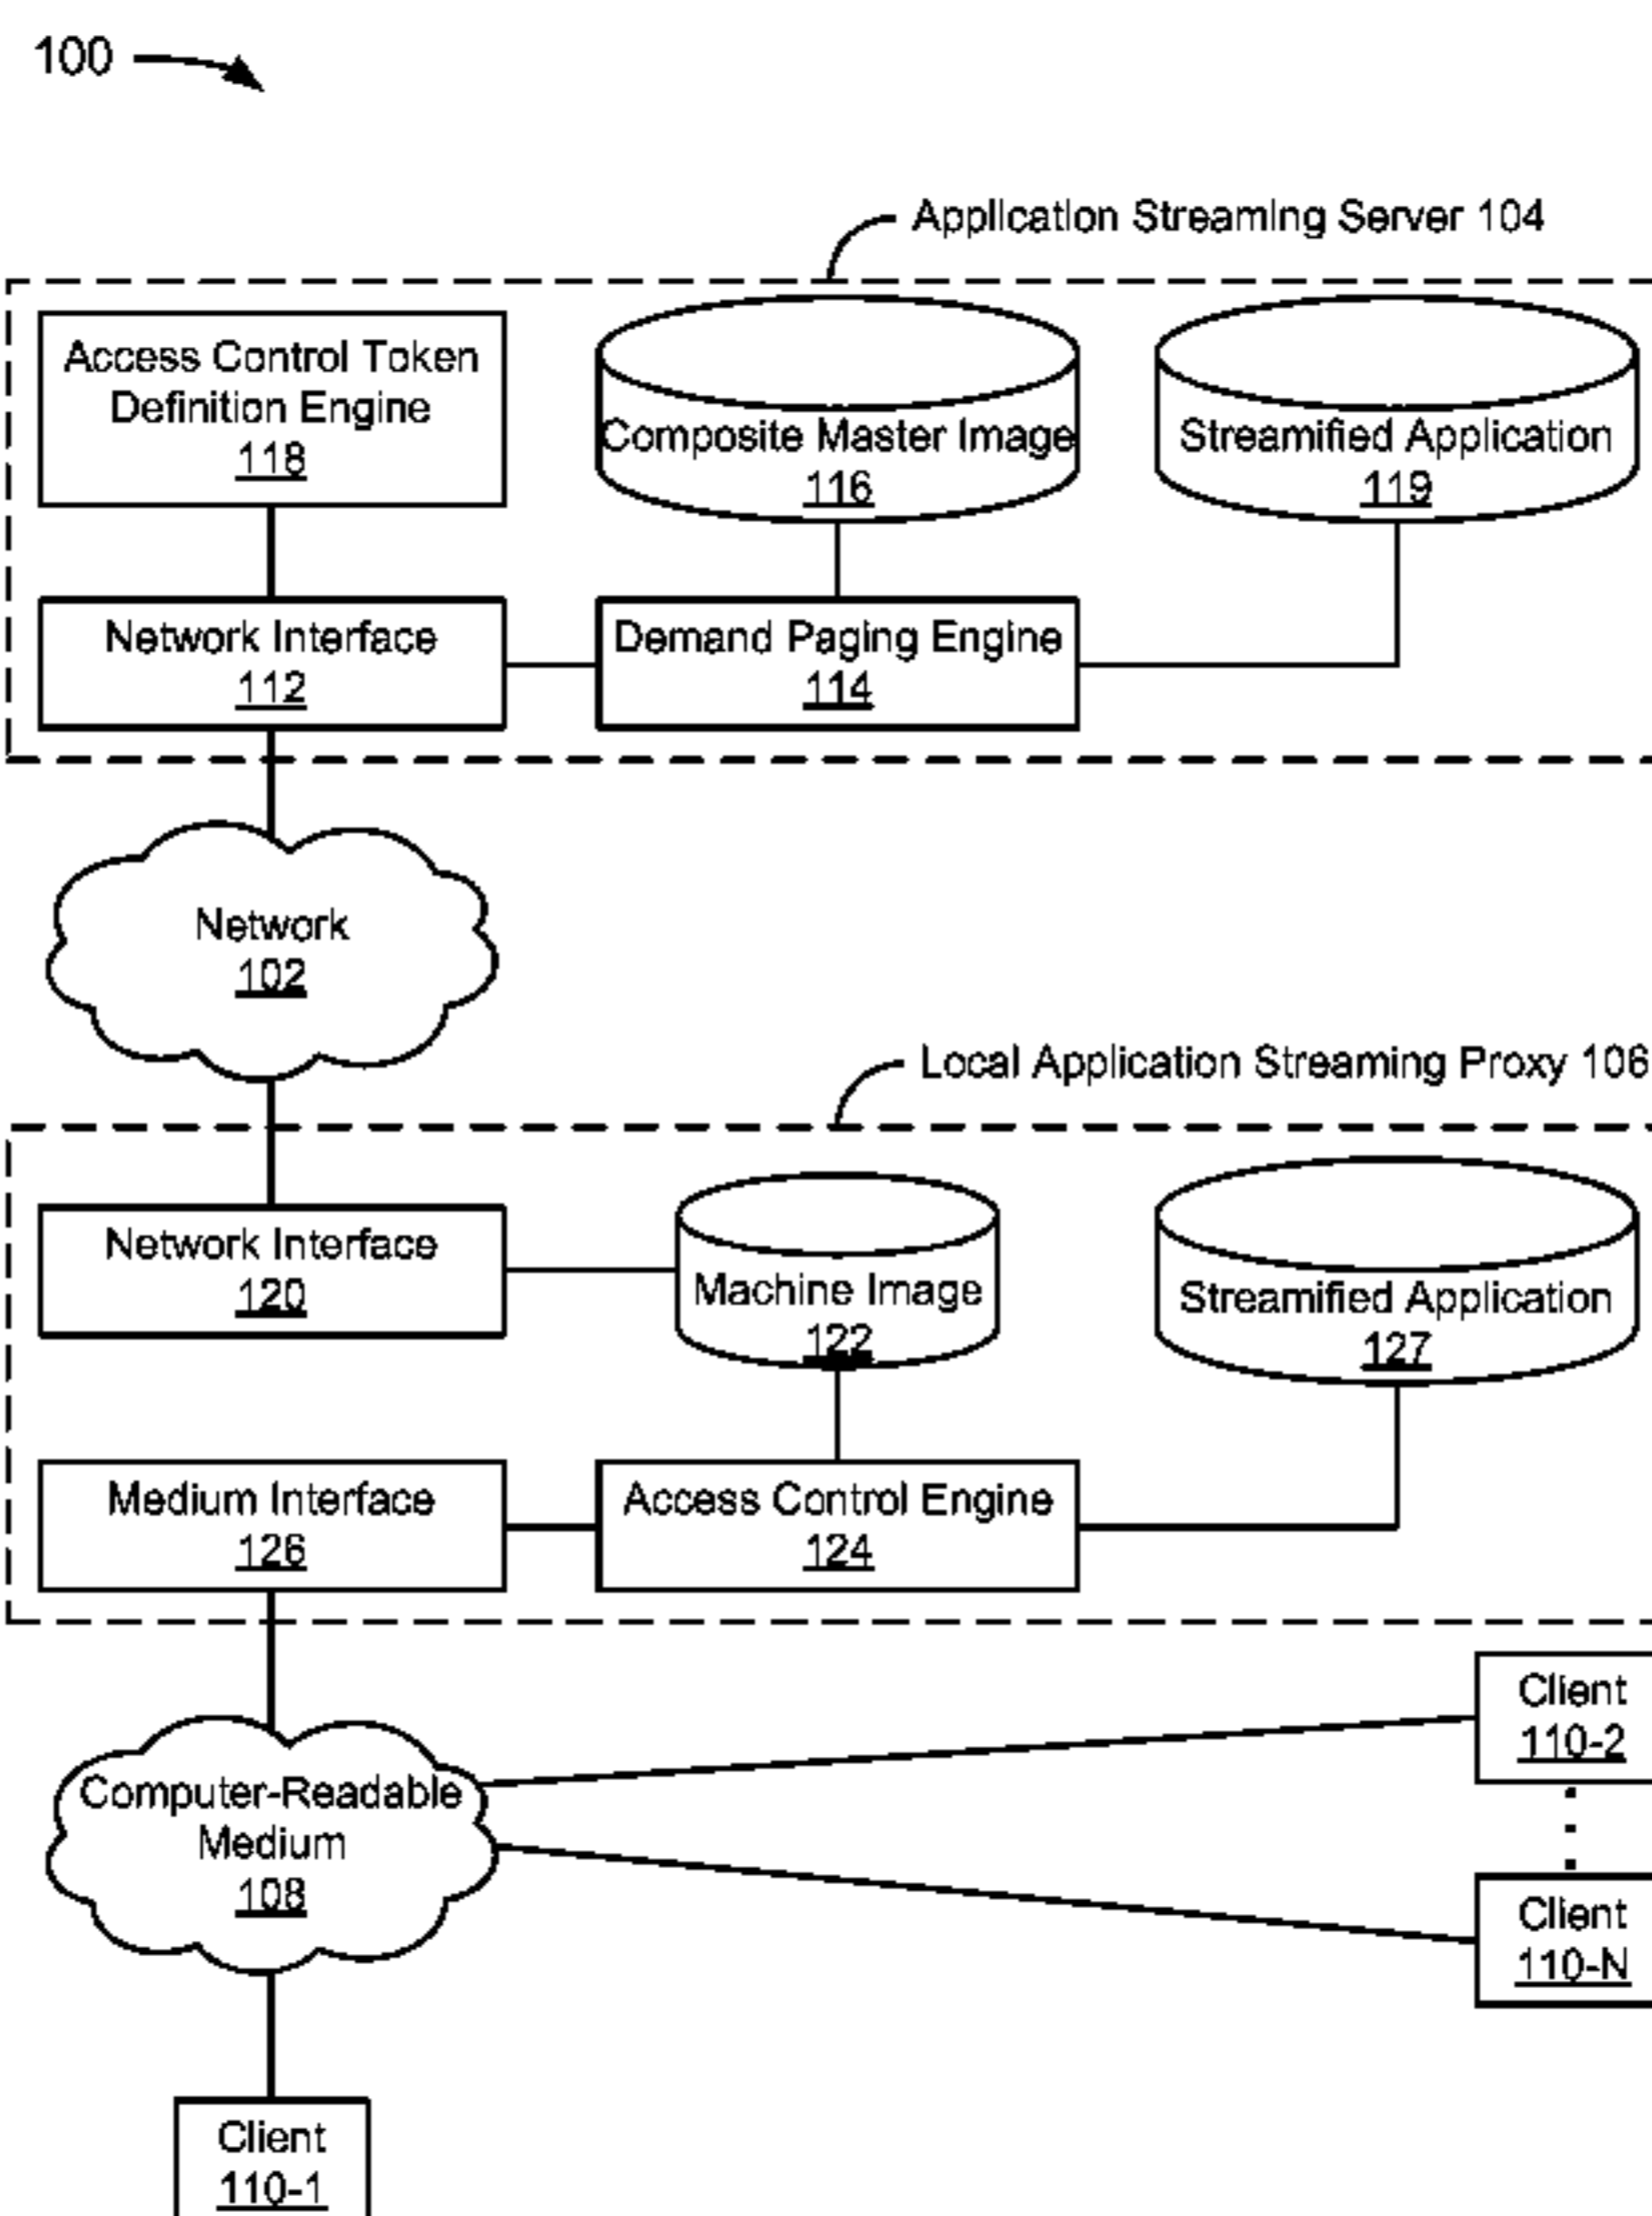 100
Application Streaming Server 104
Access Control Token
Definition Engine
118
Composite Master Image
116
Streamified Application
119
Network Interface
112
Demand Paging Engine
114
Network
102
Local Application Streaming Proxy 106
Network Interface
120
Machine Image
122
Streamified Application
127
Medium Interface
126
Access Control Engine
124
Client
110-2
Computer-Readable
Medium
108
Client
110-N
Client
110-1